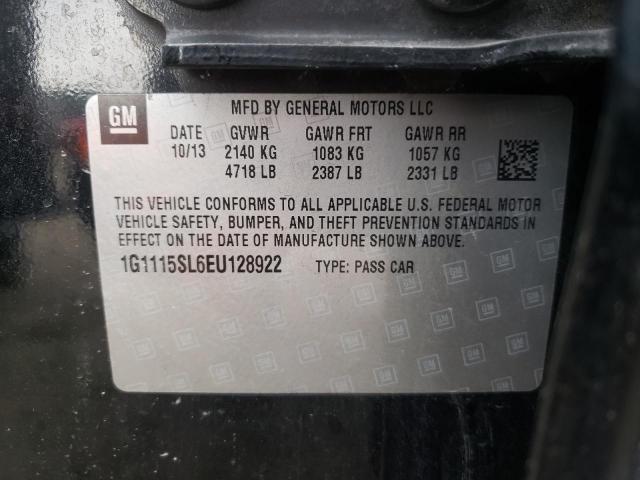 GM
MFD BY GENERAL MOTORS LLC
DATE GVWR GAWR FRT GAWR RR
10/13 2140 KG 1083 KG 1057 KG
4718 LB 2387 LB 2331 LB
THIS VEHICLE CONFORMS TO ALL APPLICABLE U.S. FEDERAL MOTOR
VEHICLE SAFETY, BUMPER, AND THEFT PREVENTION STANDARDS IN
EFFECT ON THE DATE OF MANUFACTURE SHOWN ABOVE.
1G1115SL6EU128922 TYPE: PASS CAR